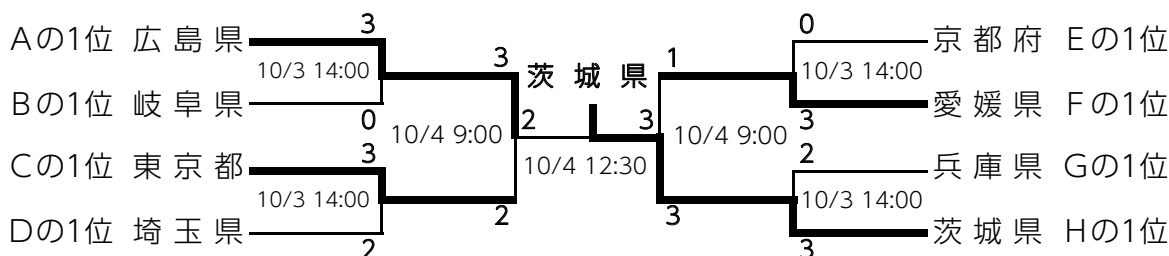 3 0
Aの1位 広島県 京都府 Eの1位
3 茨城県 1
10/3 14:00 10/3 14:00
Bの1位 岐阜県 愛媛県 Fの1位
0 10/4 9:00 2 3 10/4 9:00 3
3 2
Cの1位 東京都 10/4 12:30 兵庫県 Gの1位
10/3 14:00 10/3 14:00
2 3
Dの1位 埼玉県 茨城県 Hの1位
2 3